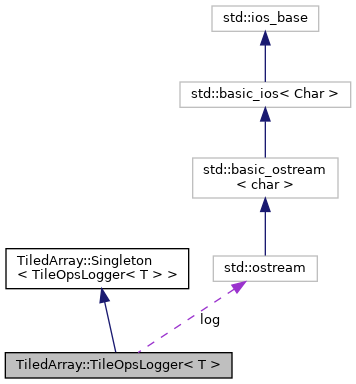 std::ios_base
std::basic_ios< Char >
std::basic_ostream
< char >
TiledArray::Singleton
< TileOpsLogger< T > >
std::ostream
log
TiledArray::TileOpsLogger< T >